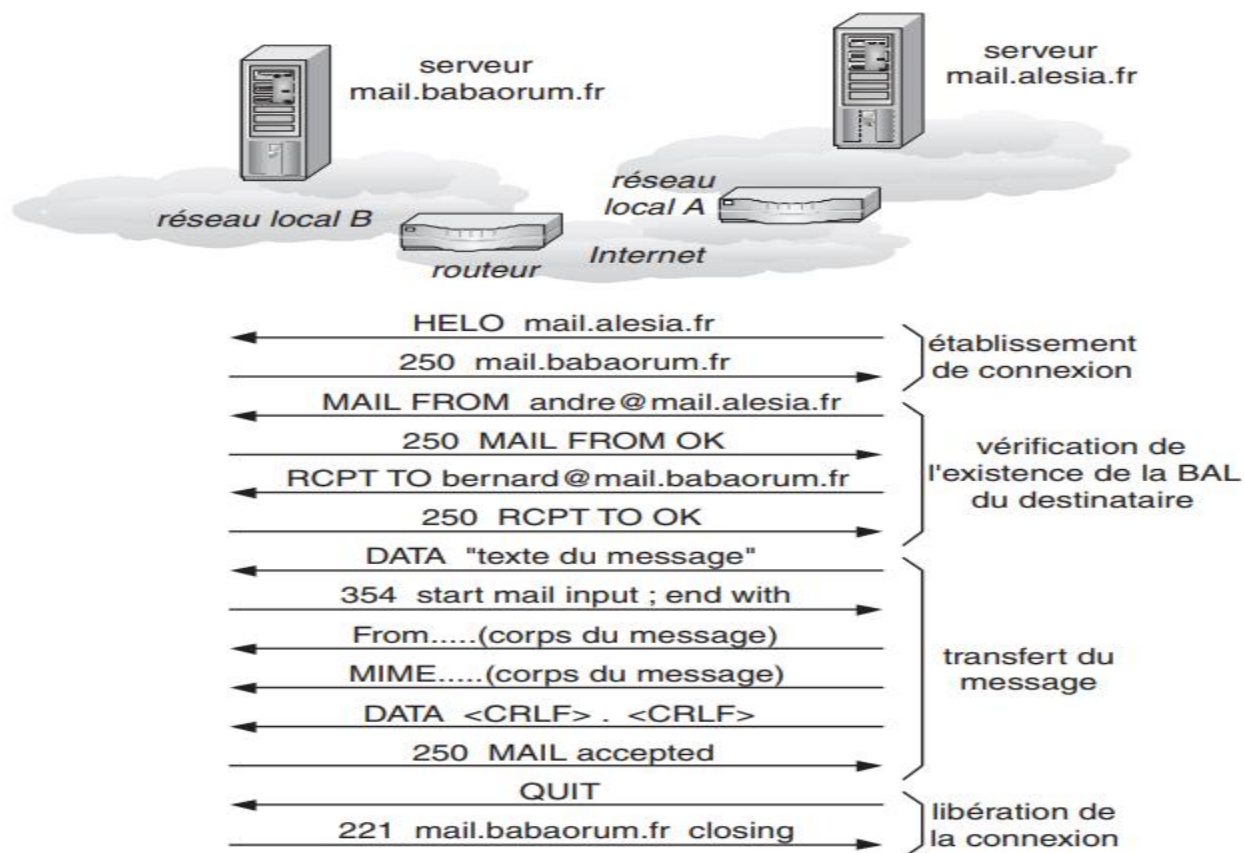 serveur
mail.babaorum.fr
serveur
mail.alesia.fr
réseau
local A
réseau local B
Internet
routeur
HELO mail.alesia.fr
250 mail.babaorum.fr
établissement
de connexion
MAIL FROM andre@mail.alesia.fr
250 MAIL FROM OK
RCPT TO bernard@mail.babaorum.fr
250 RCPT TO OK
vérification de
l'existence de la BAL
du destinataire
DATA "texte du message"
354 start mail input ; end with
From.....(corps du message)
MIME.....(corps du message)
DATA <CRLF> . <CRLF>
250 MAIL accepted
transfert du
message
QUIT
221 mail.babaorum.fr closing
libération de
la connexion